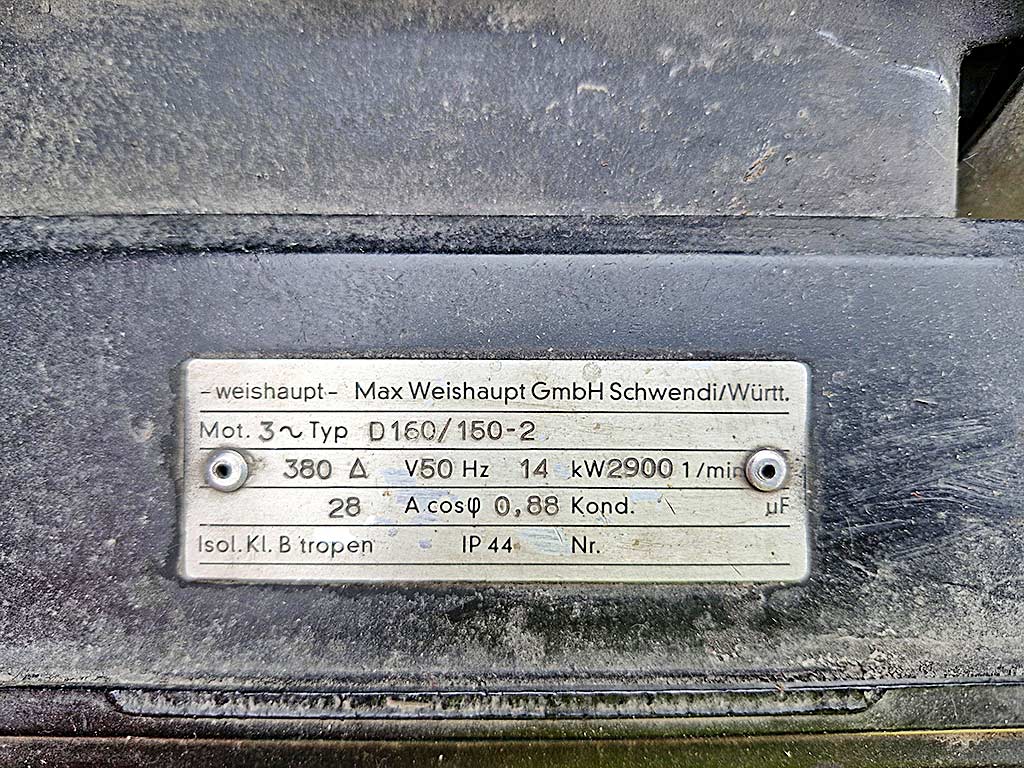 -weishaupt- Max Weishaupt GmbH Schwendi/Württ.
Mot. 3~ Typ D160/150-2
380 Δ V 50 Hz 14 kW 2900 1/min
28 A cosφ 0,88 Kond. µF
Isol. Kl. B tropen IP 44 Nr.